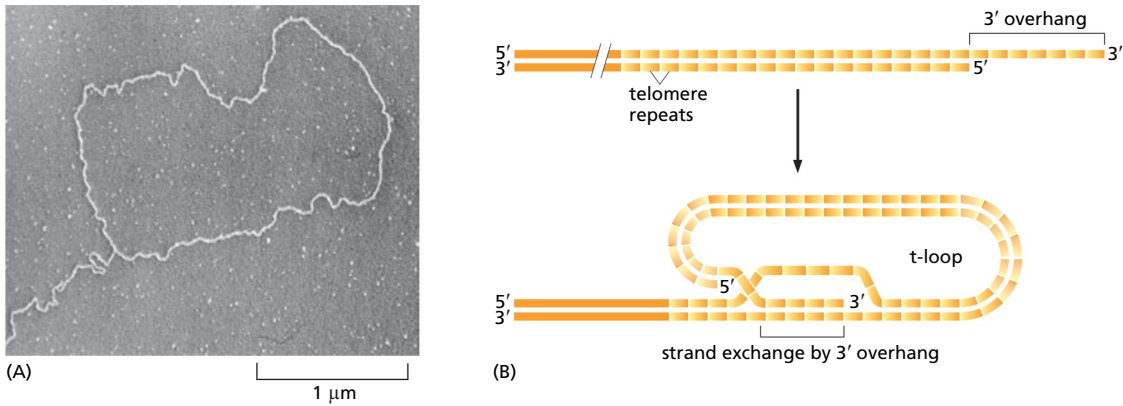 3′ overhang
5′
3′
3′
5′
telomere
repeats
t-loop
5′
5′
3′
3′
strand exchange by 3′ overhang
(A)
1 μm
(B)